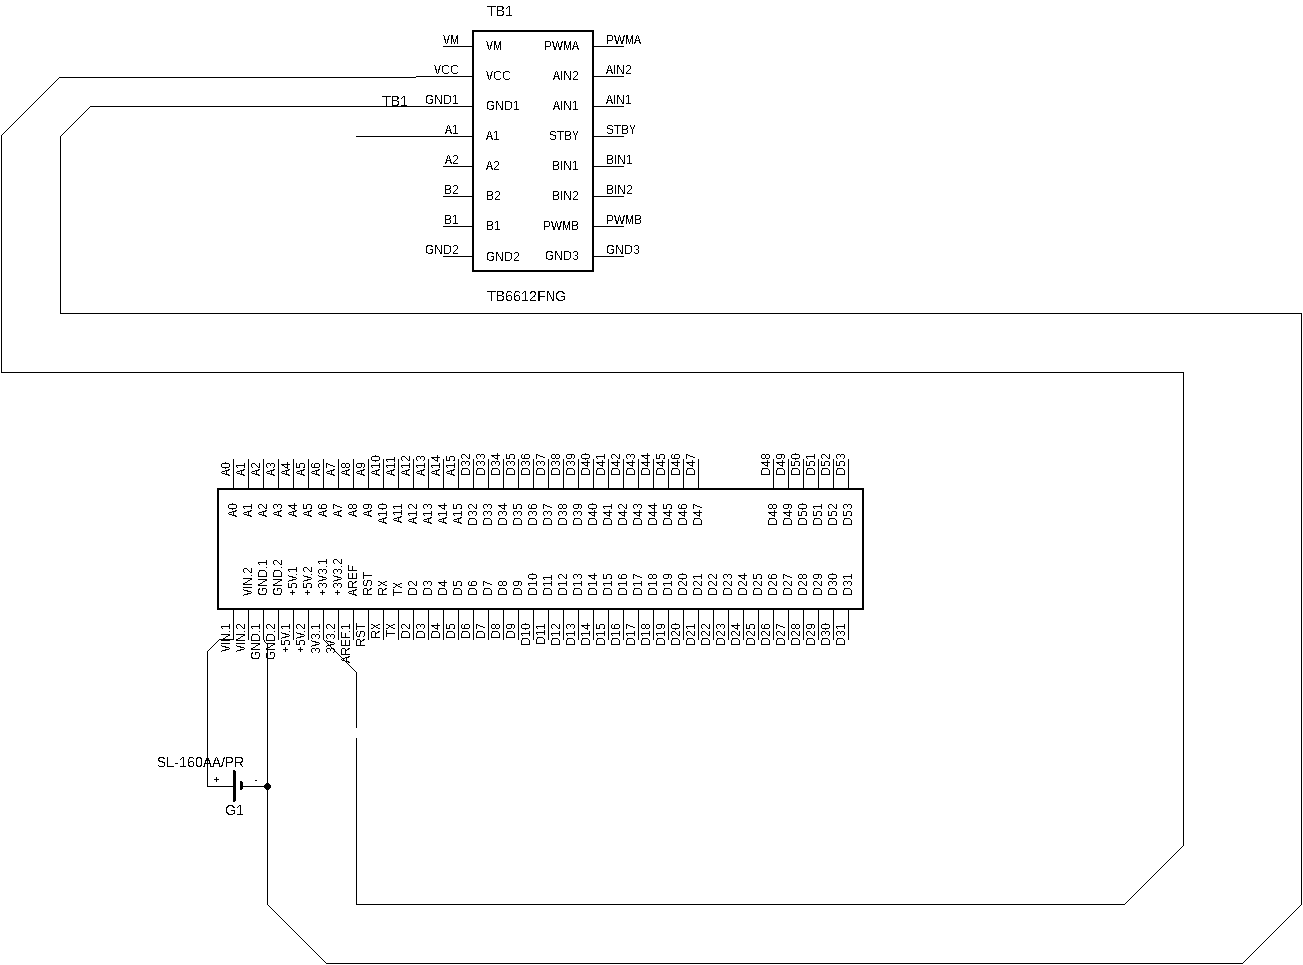 TB1
VM VM PWMA PWMA
VCC VCC AIN2 AIN2
TB1 GND1 GND1 AIN1 AIN1
A1 A1 STBY STBY
A2 A2 BIN1 BIN1
B2 B2 BIN2 BIN2
B1 B1 PWMB PWMB
GND2 GND2 GND3 GND3
TB6612FNG
A0 A1 A2 A3 A4 A5 A6 A7 A8 A9 A10 A11 A12 A13 A14 A15 D32 D33 D34 D35 D36 D37 D38 D39 D40 D41 D42 D43 D44 D45 D46 D47 D48 D49 D50 D51 D52 D53
A0 A1 A2 A3 A4 A5 A6 A7 A8 A9 A10 A11 A12 A13 A14 A15 D32 D33 D34 D35 D36 D37 D38 D39 D40 D41 D42 D43 D44 D45 D46 D47 D48 D49 D50 D51 D52 D53
VIN.2 GND.1 GND.2 +5V.1 +5V.2 +3V3.1 +3V3.2 AREF RST RX TX D2 D3 D4 D5 D6 D7 D8 D9 D10 D11 D12 D13 D14 D15 D16 D17 D18 D19 D20 D21 D22 D23 D24 D25 D26 D27 D28 D29 D30 D31
VIN.1 VIN.2 GND.1 GND.2 +5V.1 +5V.2 3V3.1 3V3.2 AREF.1 RST RX TX D2 D3 D4 D5 D6 D7 D8 D9 D10 D11 D12 D13 D14 D15 D16 D17 D18 D19 D20 D21 D22 D23 D24 D25 D26 D27 D28 D29 D30 D31
SL-160AA/PR
+ -
G1